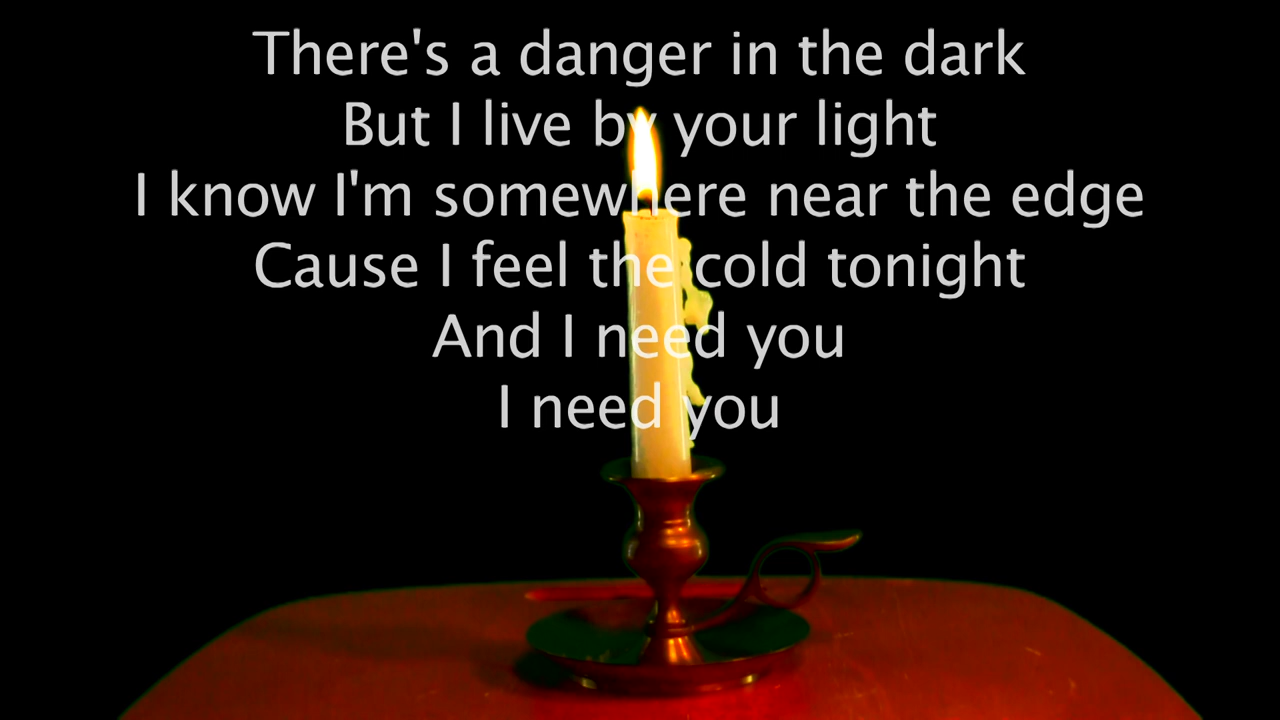 There's a danger in the dark
But I live by your light
I know I'm somewhere near the edge
Cause I feel the cold tonight
And I need you
I need you